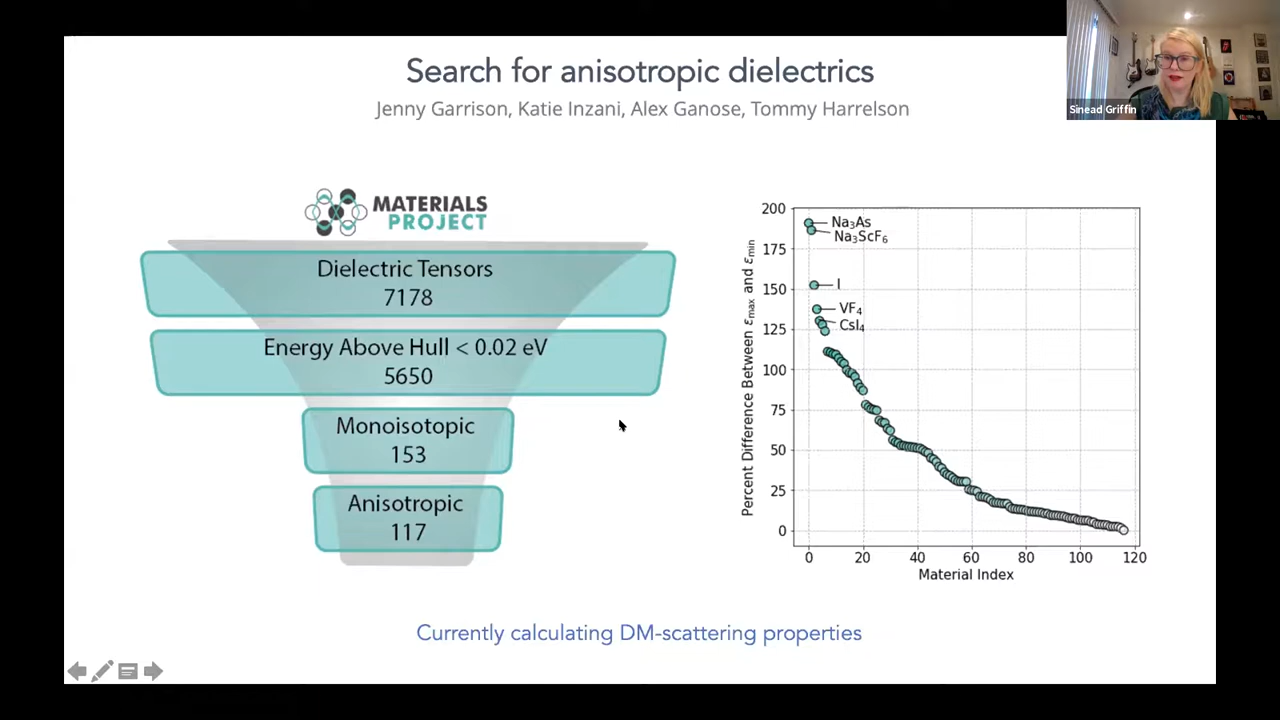 Search for anisotropic dielectrics
Jenny Garrison, Katie Inzani, Alex Ganose, Tommy Harrelson
Sinead Griffin
MATERIALS
PROJECT
Dielectric Tensors
7178
Energy Above Hull < 0.02 eV
5650
Monoisotopic
153
Anisotropic
117
Percent Difference Between ε_max and ε_min
200
175
150
125
100
75
50
25
0
Na₃As
Na₃ScF₆
I
VF₄
CsI₄
0 20 40 60 80 100 120
Material Index
Currently calculating DM-scattering properties